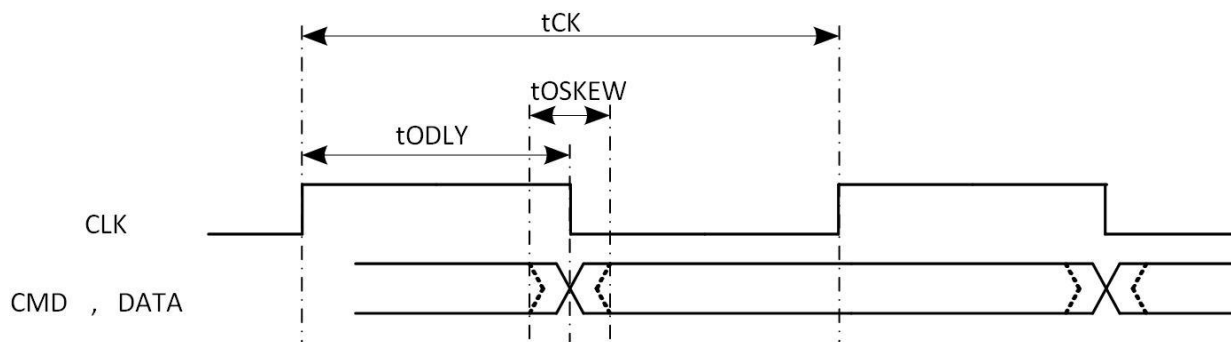 tCK
tOSKEW
tODLY
CLK
CMD , DATA